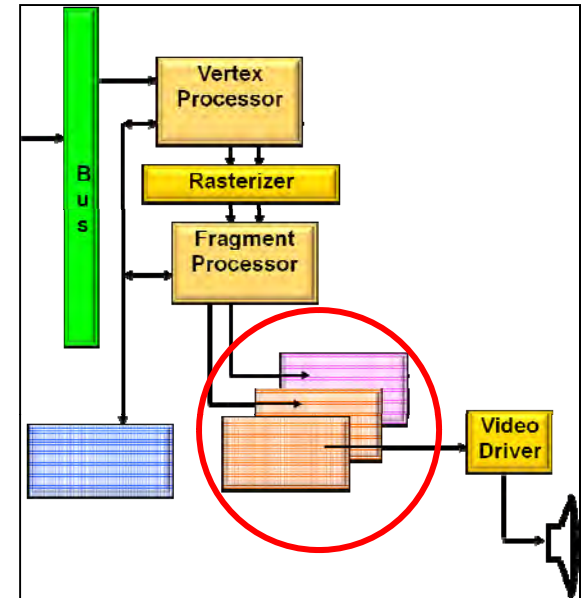 Vertex
Processor
B
u
s
Rasterizer
Fragment
Processor
Video
Driver